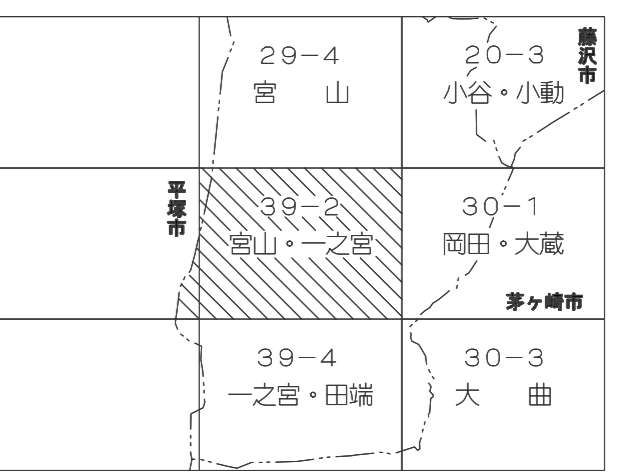 29-4
宮 山
20-3
小谷・小動
藤沢市
平塚市
39-2
宮山・一之宮
30-1
岡田・大蔵
茅ヶ崎市
39-4
一之宮・田端
30-3
大 曲